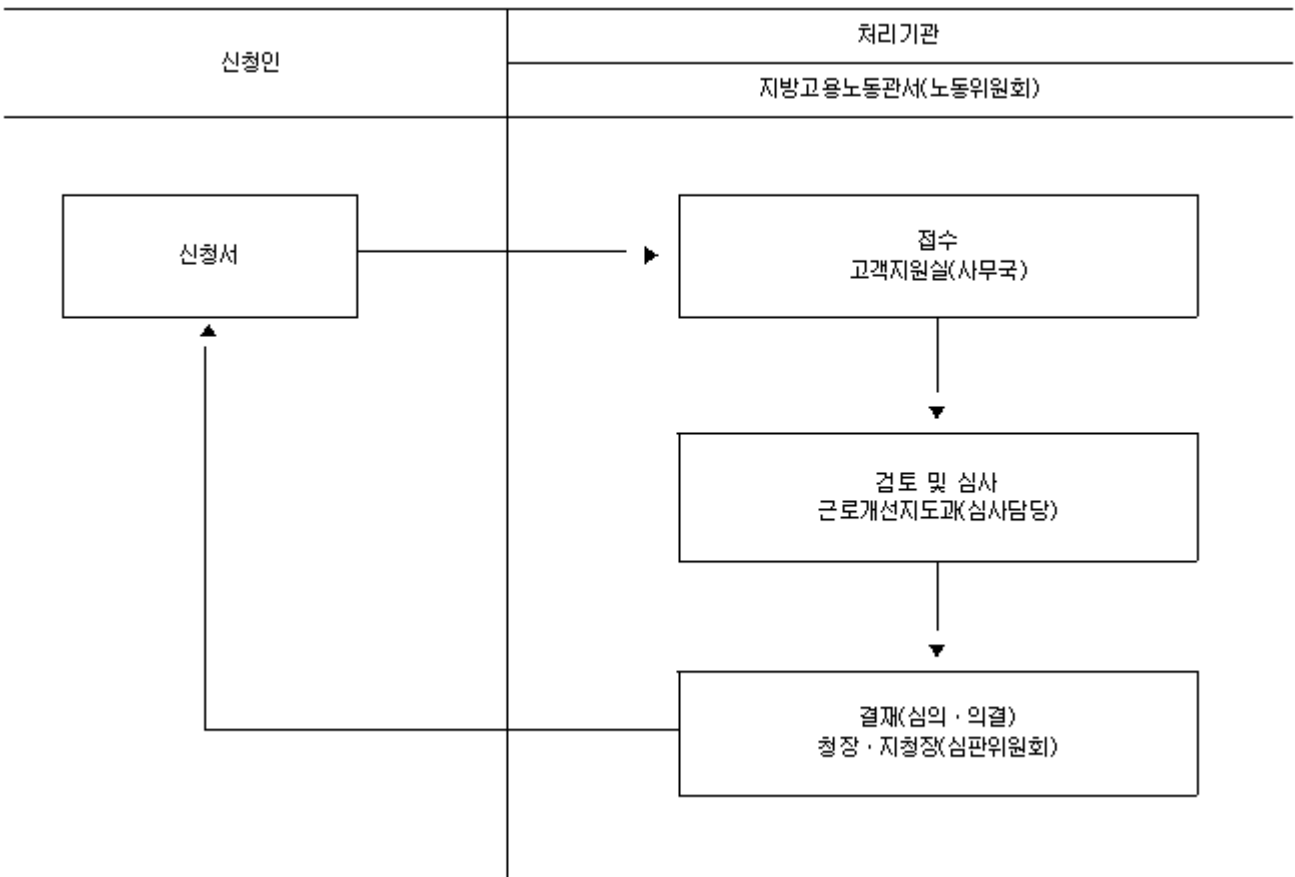 신청인
처리기관
지방고용노동관서(노동위원회)
신청서
접수
고객지원실(사무국)
검토 및 심사
근로개선지도과(심사담당)
결재(심의ㆍ의결)
청장ㆍ지청장(심판위원회)